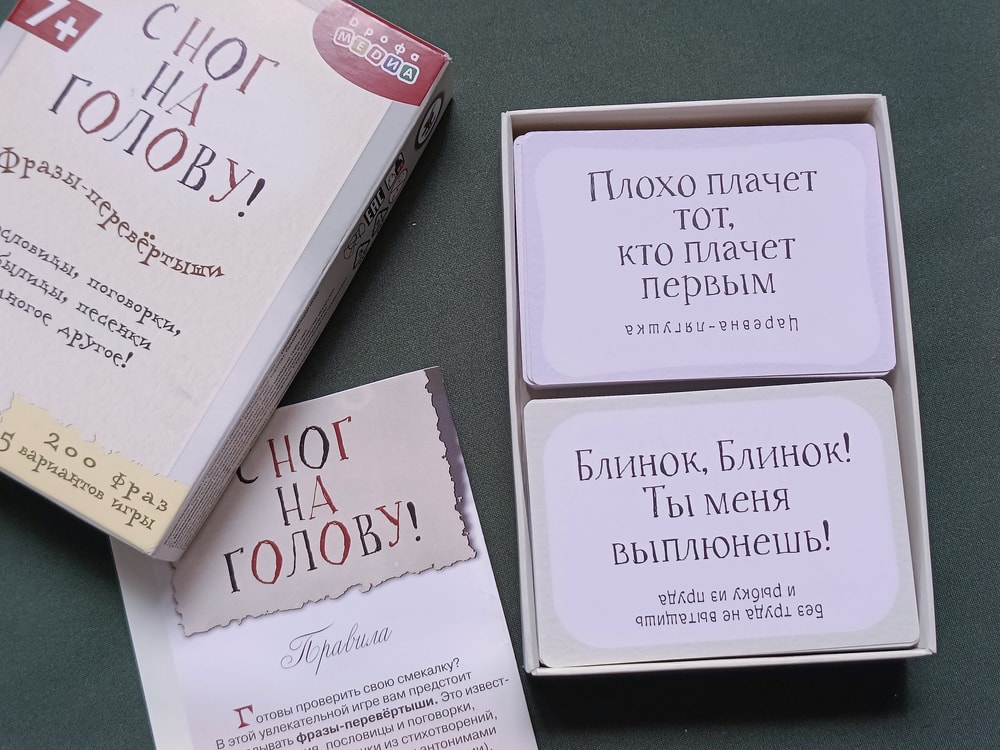 7+
С НОГ
НА
ГОЛОВУ!
дрофа
МЕДИА
Фразы-перевёртыши
поговорки,
песенки
другое!
200 фраз
5 вариантов игры
ЕАС
С НОГ
НА
ГОЛОВУ!
Правила
Готовы проверить свою смекалку?
В этой увлекательной игре вам предстоит
фразы-перевёртыши. Это извест-
пословицы и поговорки,
из стихотворений,
антонимами
Плохо плачет
тот,
кто плачет
первым
Царевна-лягушка
Блинок, Блинок!
Ты меня
выплюнешь!
Без труда не вытащишь
и рыбку из пруда